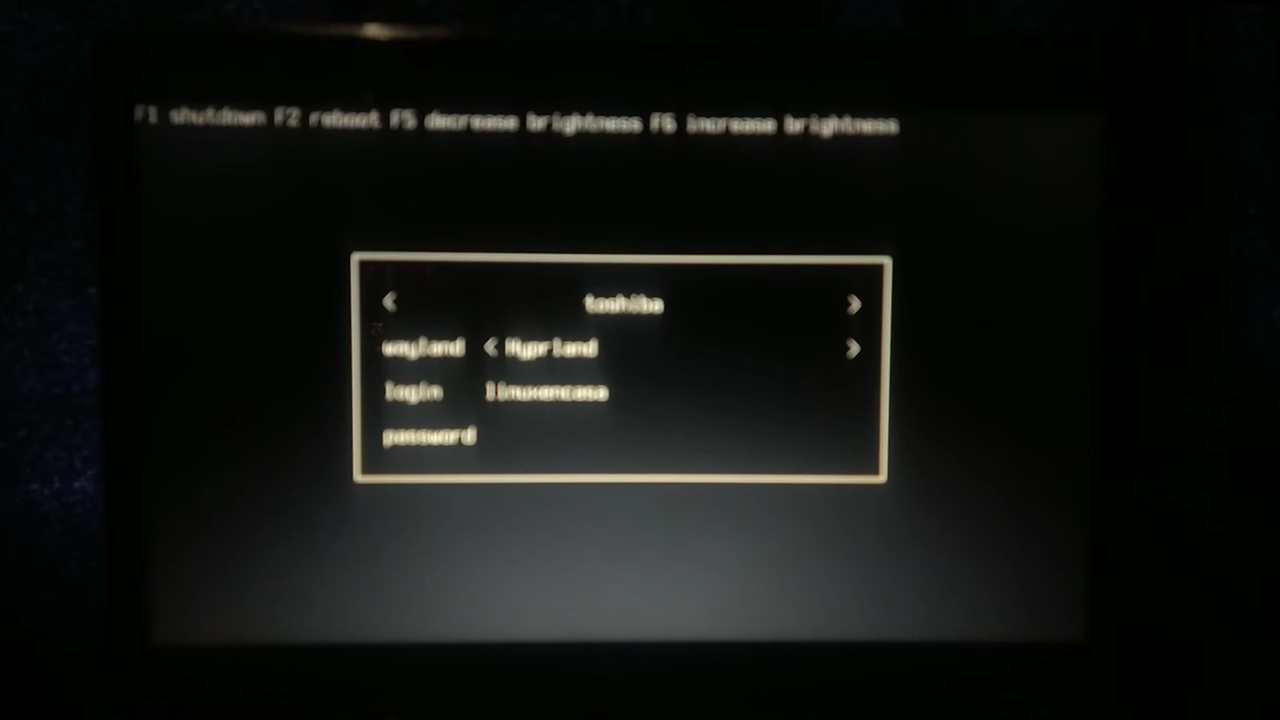 F1 shutdown F2 reboot F5 decrease brightness F6 increase brightness
< toshiba >
wayland < Hyprland >
login linuxencasa
password